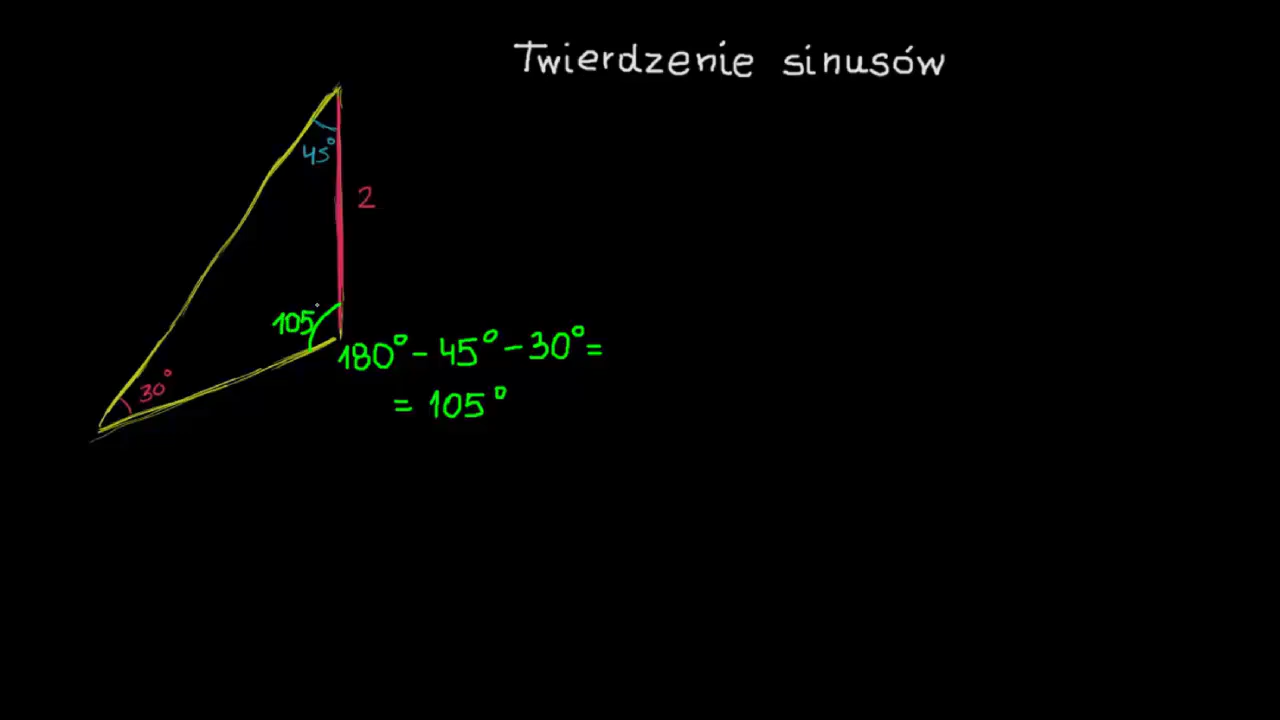 Twierdzenie sinusów
45°
2
105°
180° - 45° - 30° =
= 105°
30°